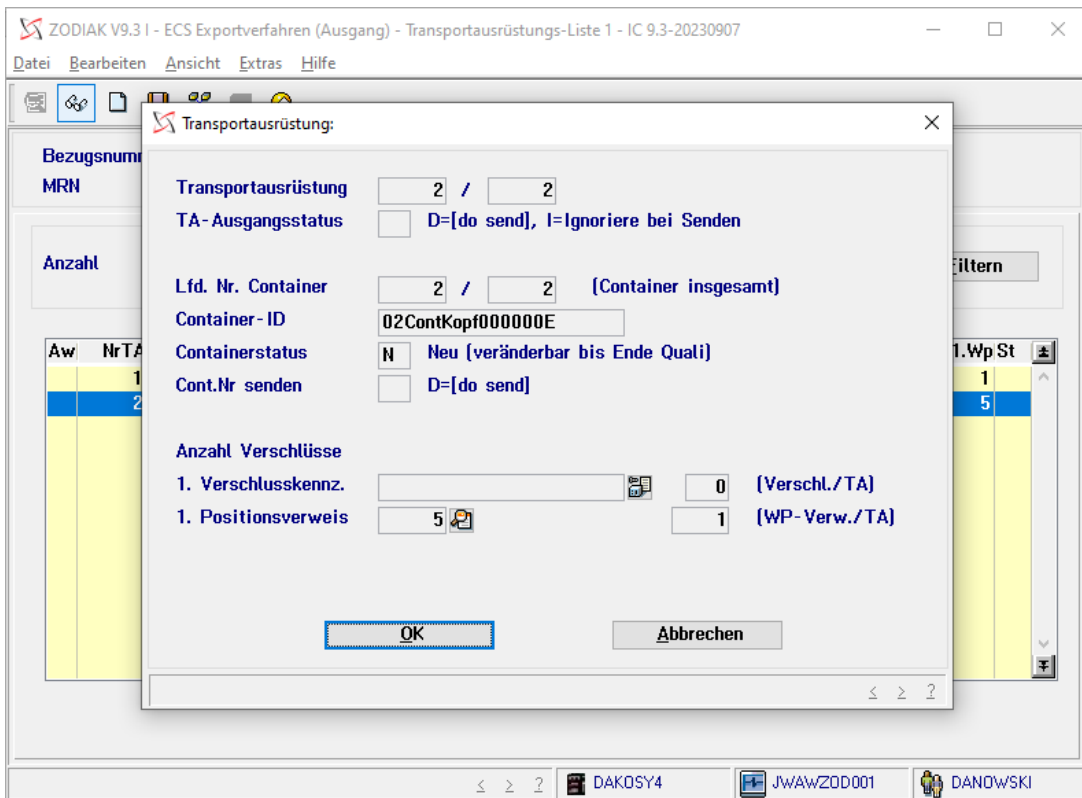 ZODIAK V9.3 I - ECS Exportverfahren (Ausgang) - Transportausrüstungs-Liste 1 - IC 9.3-20230907
Datei Bearbeiten Ansicht Extras Hilfe
Transportausrüstung:
MRN
Transportausrüstung 2 / 2
TA-Ausgangsstatus D=[do send], I=Ignoriere bei Senden
Anzahl
Lfd. Nr. Container 2 / 2 (Container insgesamt)
Container-ID 02ContKopf000000E
Aw NrTA 1.Wp St
Containerstatus N Neu (veränderbar bis Ende Quali)
1 1
Cont.Nr senden D=[do send]
2 5
Anzahl Verschlüsse
1. Verschlusskennz. 0 (Verschl./TA)
1. Positionsverweis 5 1 (WP-Verw./TA)
OK Abbrechen
< > ?
< > ? DAKOSY4 JWAWZOD001 DANOWSKI